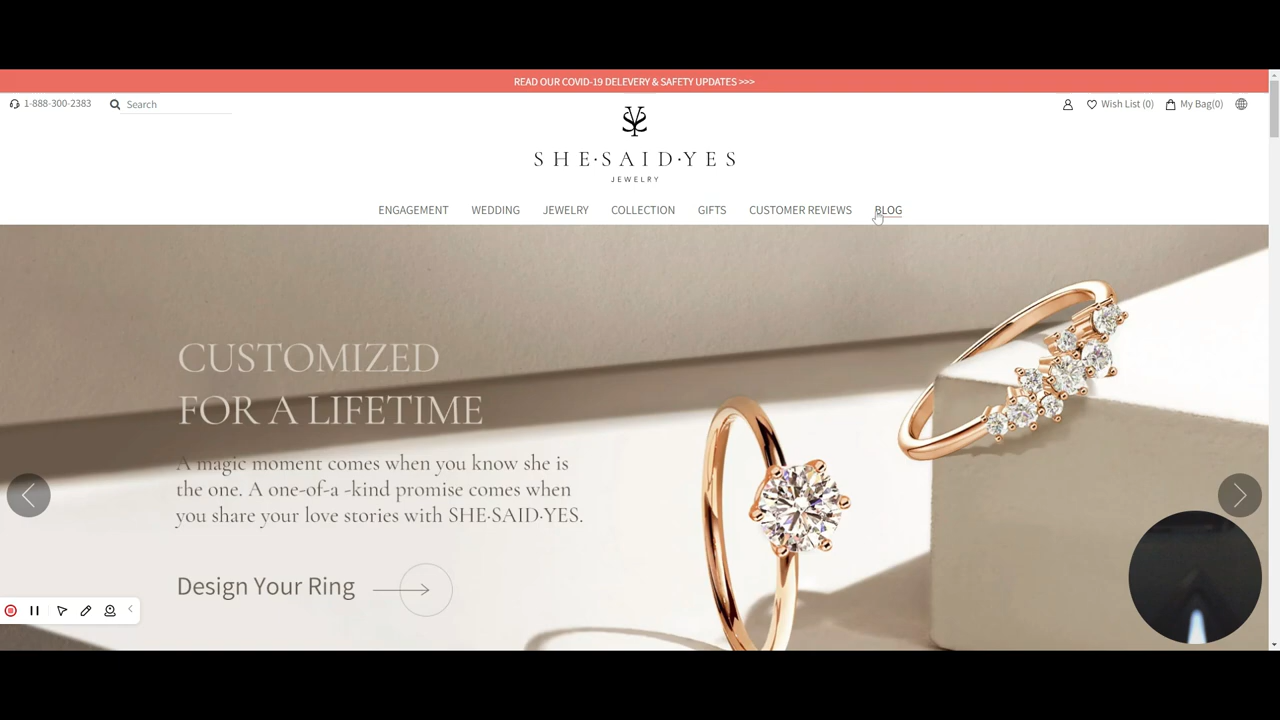 READ OUR COVID-19 DELEVERY & SAFETY UPDATES >>>
1-888-300-2383
Search
Wish List (0)
My Bag(0)
SHE·SAID·YES
JEWELRY
ENGAGEMENT
WEDDING
JEWELRY
COLLECTION
GIFTS
CUSTOMER REVIEWS
BLOG
CUSTOMIZED
FOR A LIFETIME
A magic moment comes when you know she is
the one. A one-of-a -kind promise comes when
you share your love stories with SHE·SAID·YES.
Design Your Ring